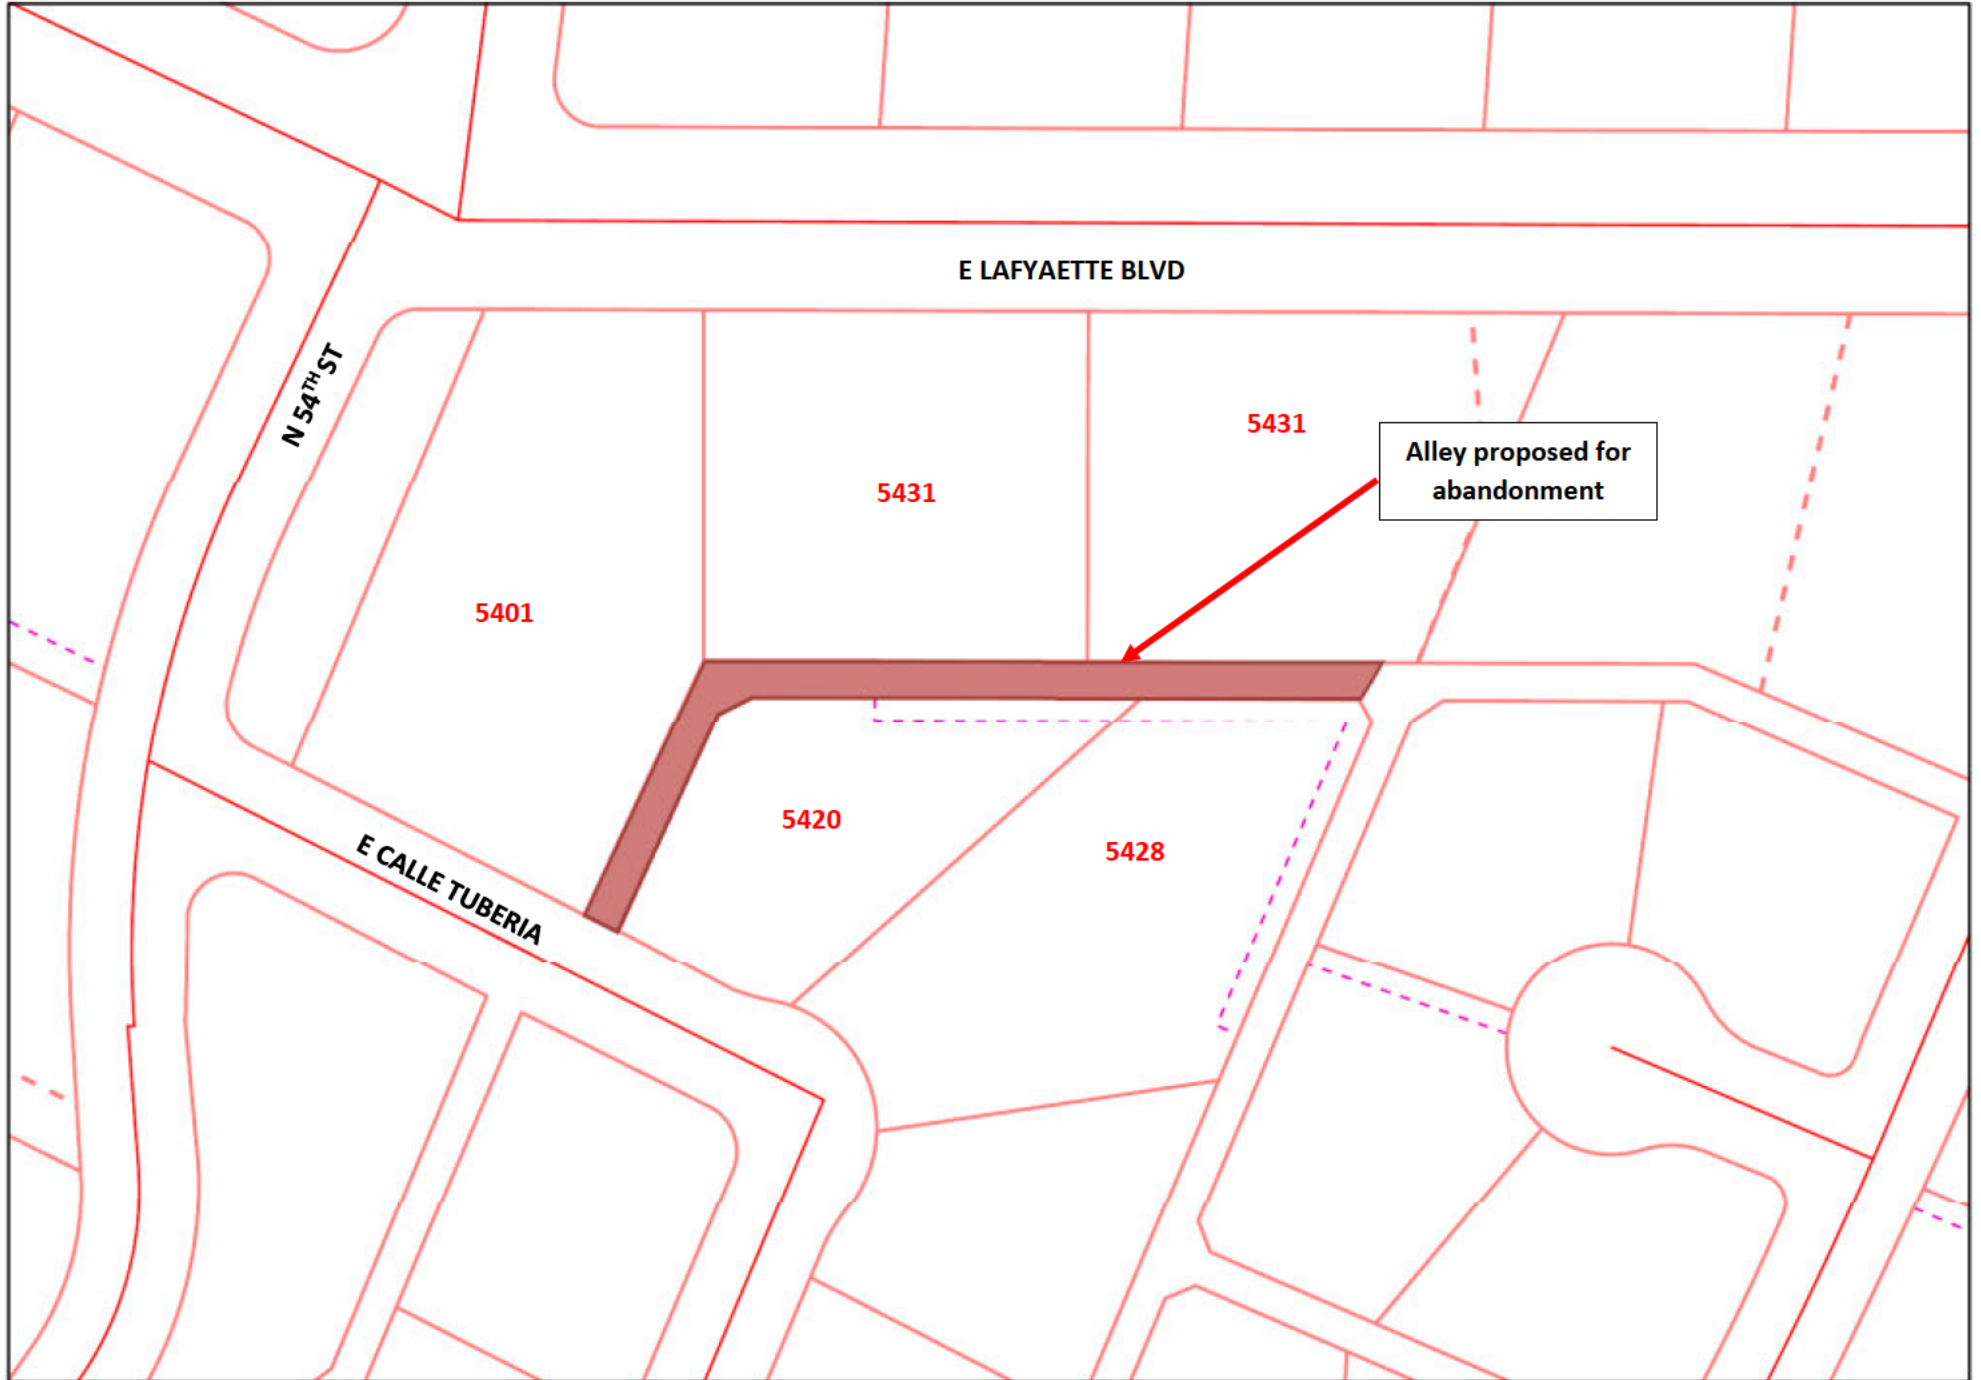 E LAFYAETTE BLVD
N 54TH ST
5431
Alley proposed for
abandonment
5431
5401
5420
5428
E CALLE TUBERIA